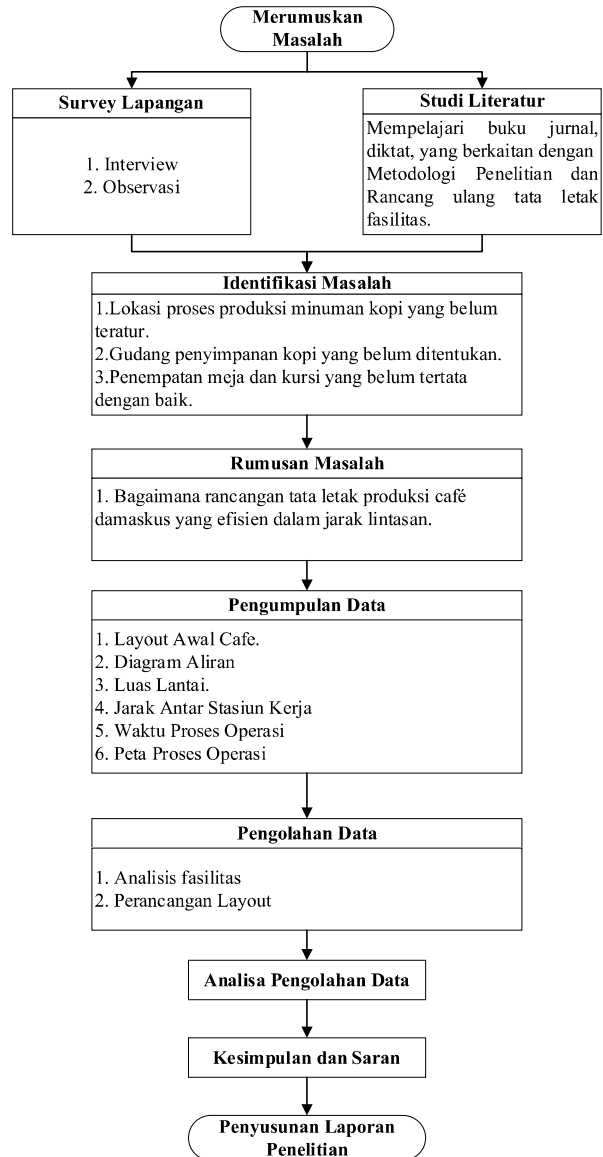 Merumuskan
Masalah
Survey Lapangan
1. Interview
2. Observasi
Studi Literatur
Mempelajari buku jurnal,
diktat, yang berkaitan dengan
Metodologi Penelitian dan
Rancang ulang tata letak
fasilitas.
Identifikasi Masalah
1.Lokasi proses produksi minuman kopi yang belum
teratur.
2.Gudang penyimpanan kopi yang belum ditentukan.
3.Penempatan meja dan kursi yang belum tertata
dengan baik.
Rumusan Masalah
1. Bagaimana rancangan tata letak produksi café
damaskus yang efisien dalam jarak lintasan.
Pengumpulan Data
1. Layout Awal Cafe.
2. Diagram Aliran
3. Luas Lantai.
4. Jarak Antar Stasiun Kerja
5. Waktu Proses Operasi
6. Peta Proses Operasi
Pengolahan Data
1. Analisis fasilitas
2. Perancangan Layout
Analisa Pengolahan Data
Kesimpulan dan Saran
Penyusunan Laporan
Penelitian